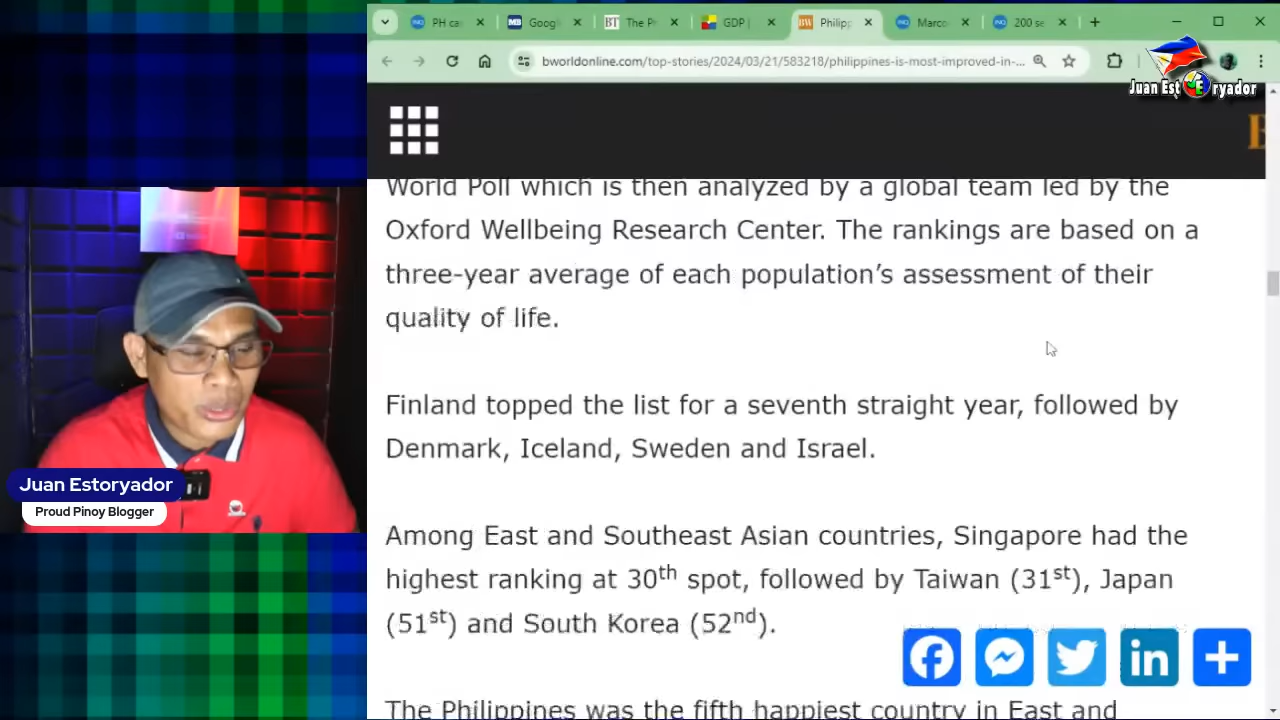 PH ca
Googl
The P
GDP |
Philipp
Marco
200 se
bworldonline.com/top-stories/2024/03/21/583218/philippines-is-most-improved-in-...
Juan Est ryador
B
World Poll which is then analyzed by a global team led by the
Oxford Wellbeing Research Center. The rankings are based on a
three-year average of each population’s assessment of their
quality of life.
Finland topped the list for a seventh straight year, followed by
Denmark, Iceland, Sweden and Israel.
Among East and Southeast Asian countries, Singapore had the
highest ranking at 30th spot, followed by Taiwan (31st), Japan
(51st) and South Korea (52nd).
The Philippines was the fifth happiest country in East and
Juan Estoryador
Proud Pinoy Blogger